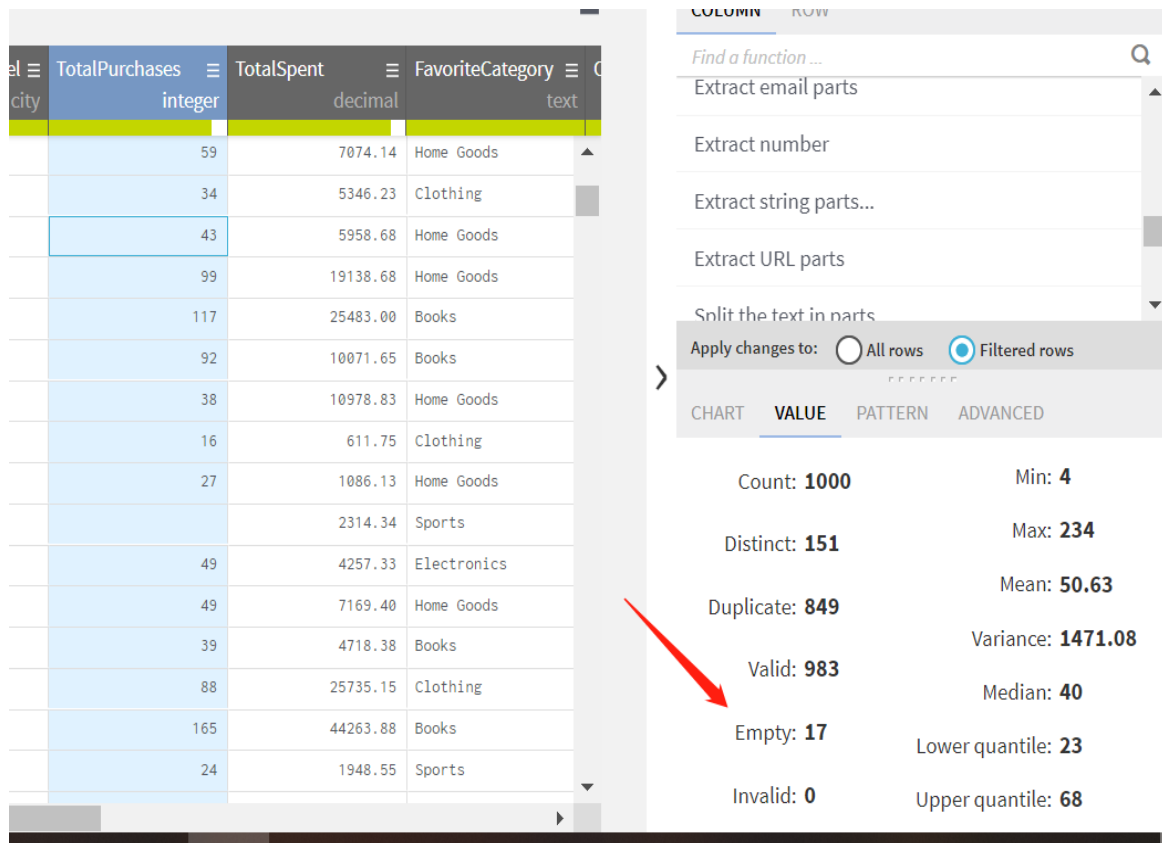 el ☰ TotalPurchases ☰ TotalSpent ☰ FavoriteCategory ☰ C
city integer decimal text
59 7074.14 Home Goods
34 5346.23 Clothing
43 5958.68 Home Goods
99 19138.68 Home Goods
117 25483.00 Books
92 10071.65 Books
38 10978.83 Home Goods
16 611.75 Clothing
27 1086.13 Home Goods
2314.34 Sports
49 4257.33 Electronics
49 7169.40 Home Goods
39 4718.38 Books
88 25735.15 Clothing
165 44263.88 Books
24 1948.55 Sports
COLUMN ROW
Find a function ...
Extract email parts
Extract number
Extract string parts...
Extract URL parts
Split the text in parts
Apply changes to: All rows Filtered rows
CHART VALUE PATTERN ADVANCED
Count: 1000 Min: 4
Distinct: 151 Max: 234
Duplicate: 849 Mean: 50.63
Valid: 983 Variance: 1471.08
Empty: 17 Median: 40
Invalid: 0 Lower quantile: 23
Upper quantile: 68